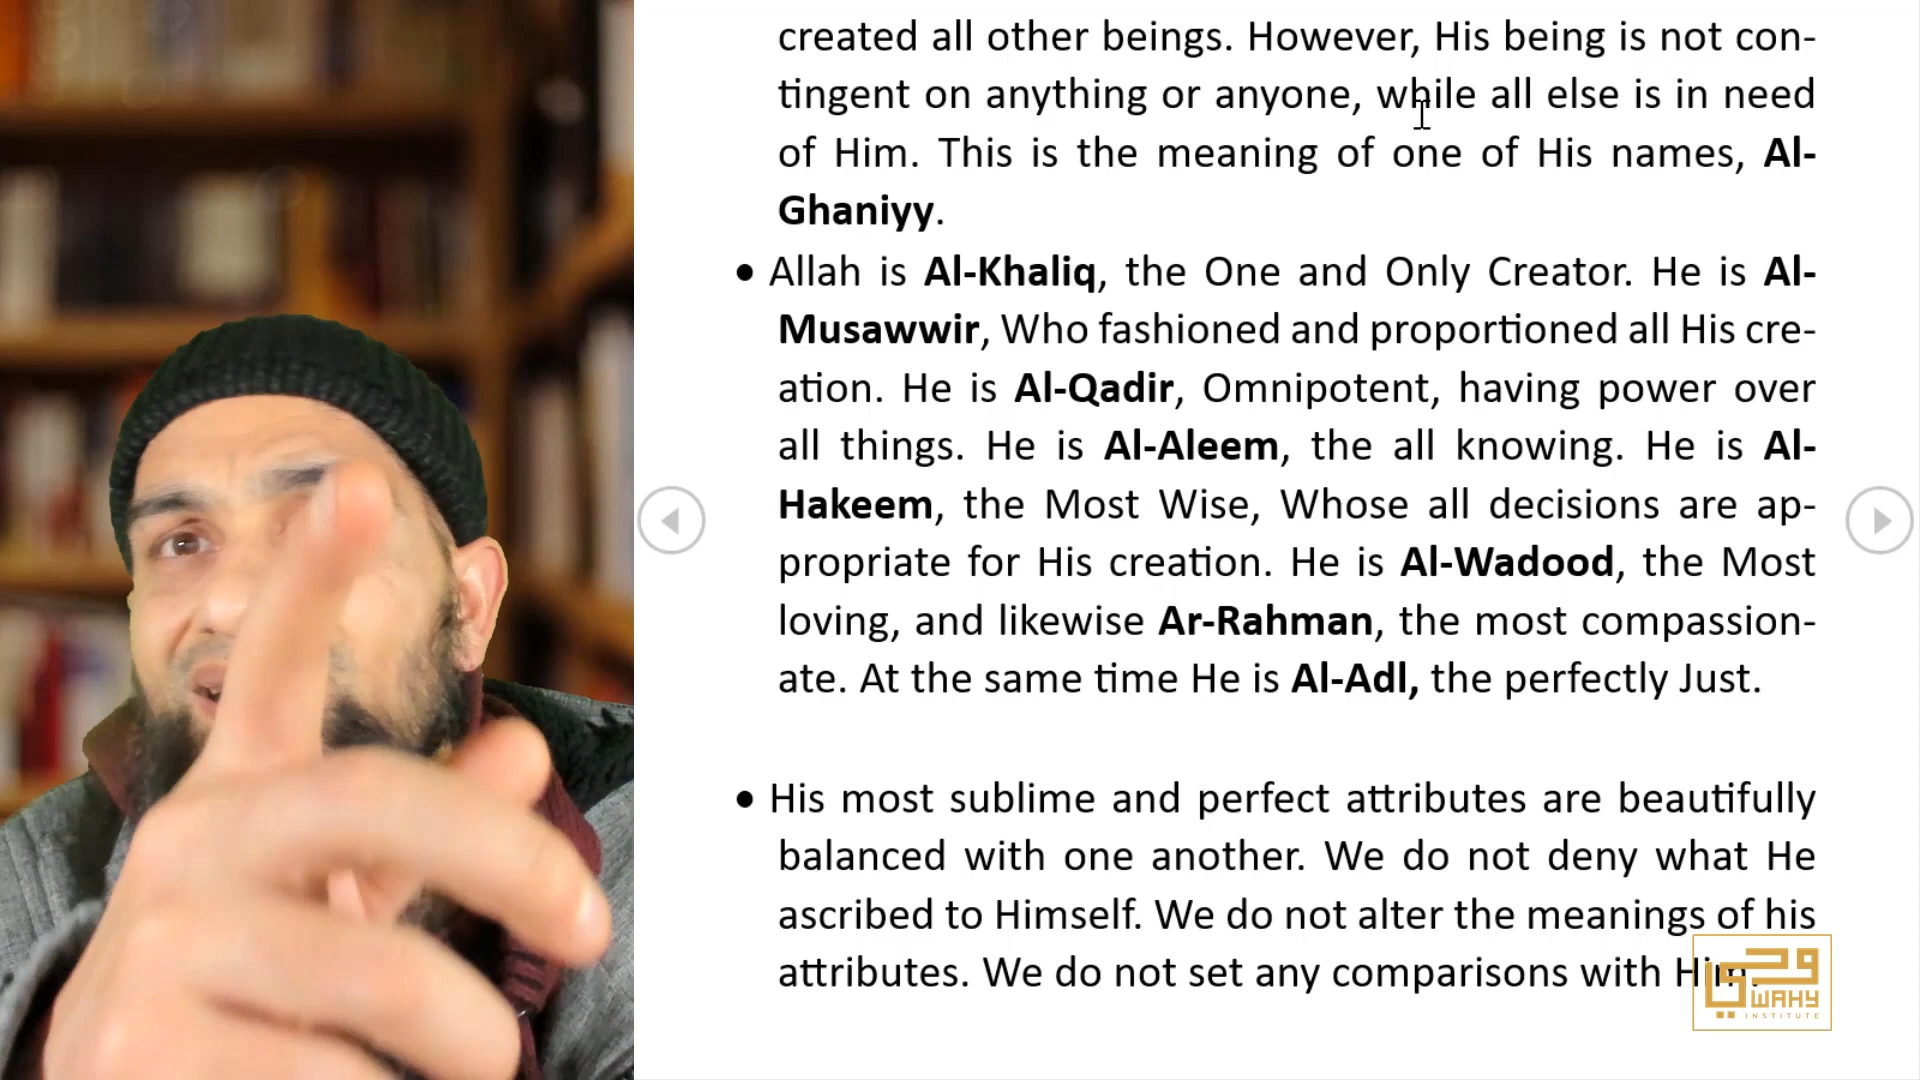 created all other beings. However, His being is not con-
tingent on anything or anyone, while all else is in need
of Him. This is the meaning of one of His names, Al-
Ghaniyy.
• Allah is Al-Khaliq, the One and Only Creator. He is Al-
Musawwir, Who fashioned and proportioned all His cre-
ation. He is Al-Qadir, Omnipotent, having power over
all things. He is Al-Aleem, the all knowing. He is Al-
Hakeem, the Most Wise, Whose all decisions are ap-
propriate for His creation. He is Al-Wadood, the Most
loving, and likewise Ar-Rahman, the most compassion-
ate. At the same time He is Al-Adl, the perfectly Just.
• His most sublime and perfect attributes are beautifully
balanced with one another. We do not deny what He
ascribed to Himself. We do not alter the meanings of his
attributes. We do not set any comparisons with Him.
وحي
WAHY
INSTITUTE